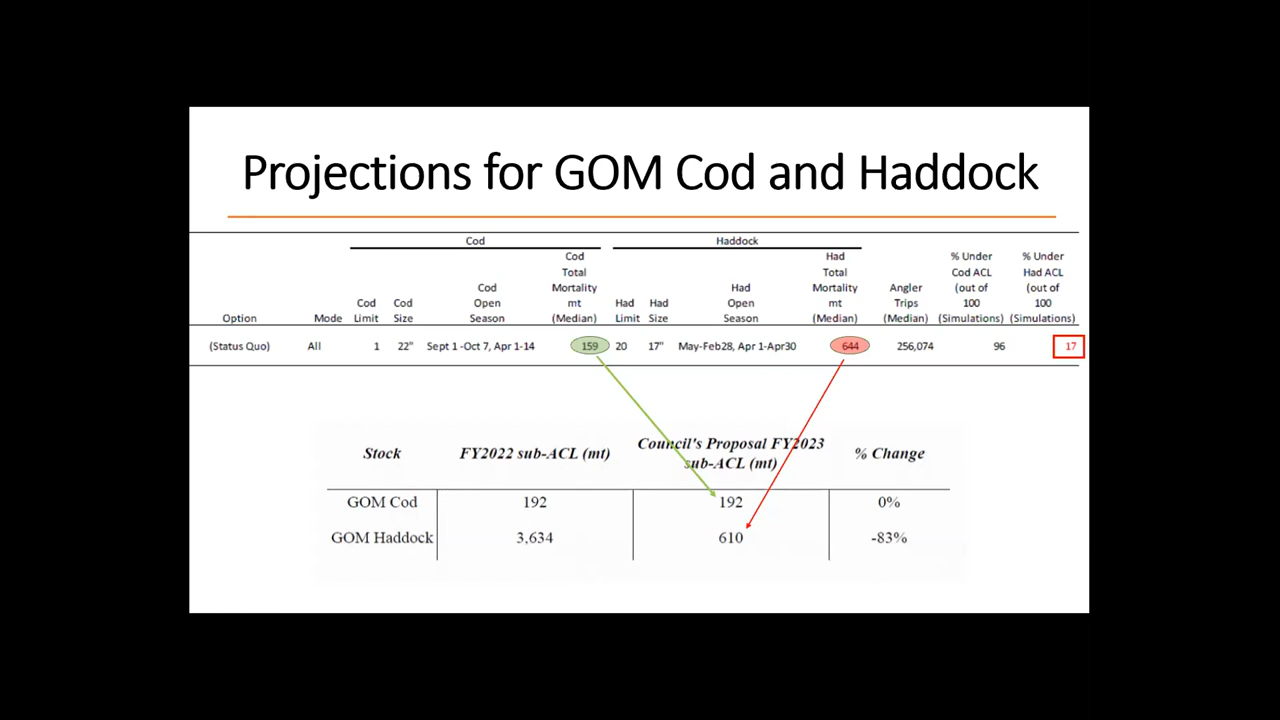 Projections for GOM Cod and Haddock
Cod Haddock
Option Mode Cod Limit Cod Size Cod Open Season Cod Total Mortality mt (Median) Had Limit Had Size Had Open Season Had Total Mortality mt (Median) Angler Trips (Median) % Under Cod ACL (out of 100 (Simulations) % Under Had ACL (out of 100 (Simulations)
(Status Quo) All 1 22" Sept 1 -Oct 7, Apr 1-14 159 20 17" May-Feb28, Apr 1-Apr30 644 256,074 96 17
Stock FY2022 sub-ACL (mt) Council's Proposal FY2023 sub-ACL (mt) % Change
GOM Cod 192 192 0%
GOM Haddock 3,634 610 -83%